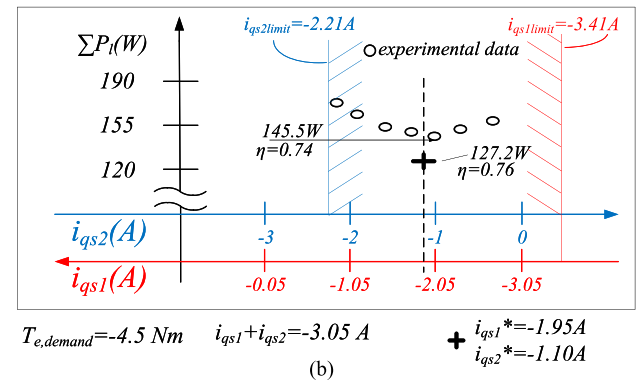 ∑Pₗ(W)
i_qs2limit=-2.21A
i_qs1limit=-3.41A
experimental data
190
155
120
145.5W
η=0.74
127.2W
η=0.76
i_qs2(A)
-3 -2 -1 0
i_qs1(A)
-0.05 -1.05 -2.05 -3.05
T_e,demand=-4.5 Nm i_qs1+i_qs2=-3.05 A
i_qs1*=-1.95A
i_qs2*=-1.10A
(b)